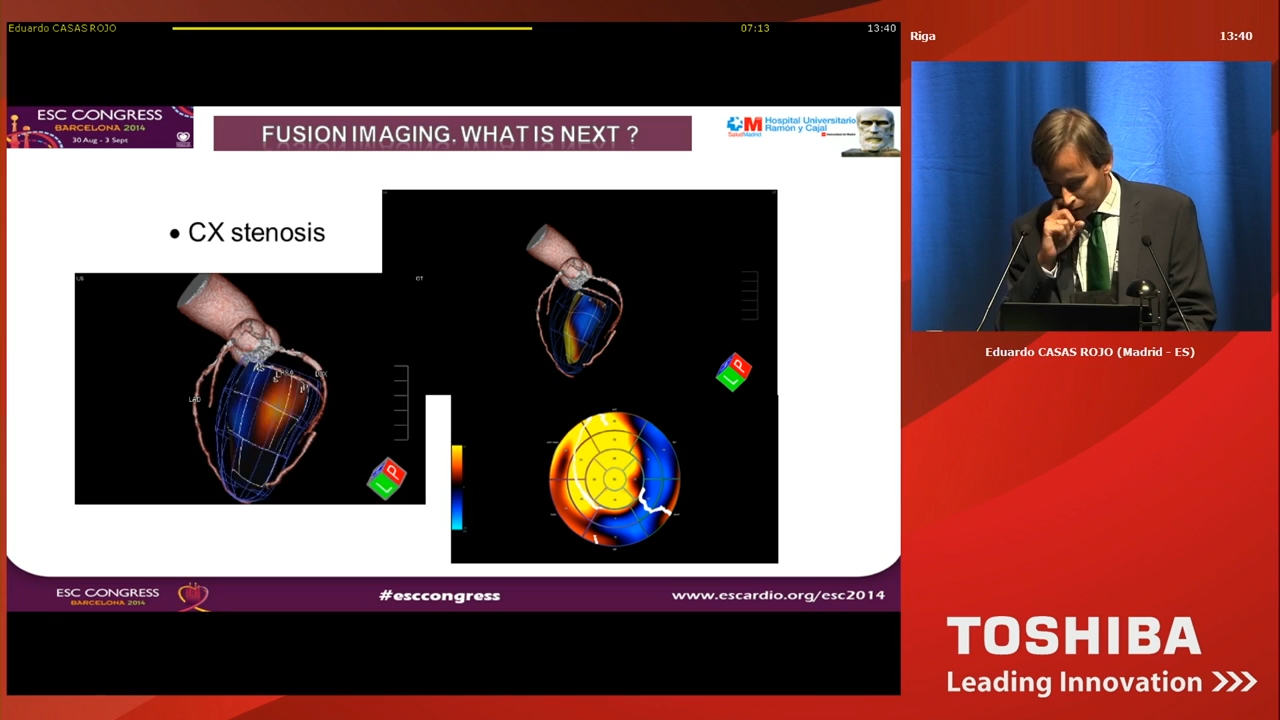 Eduardo CASAS ROJO
07:13
13:40
ESC CONGRESS
BARCELONA 2014
30 Aug - 3 Sept
FUSION IMAGING. WHAT IS NEXT ?
SaludMadrid
Hospital Universitario
Ramón y Cajal
• CX stenosis
US
CT
AS
LAD
L
P
L
P
ESC CONGRESS
BARCELONA 2014
#esccongress
www.escardio.org/esc2014
Riga
13:40
Eduardo CASAS ROJO (Madrid - ES)
TOSHIBA
Leading Innovation >>>